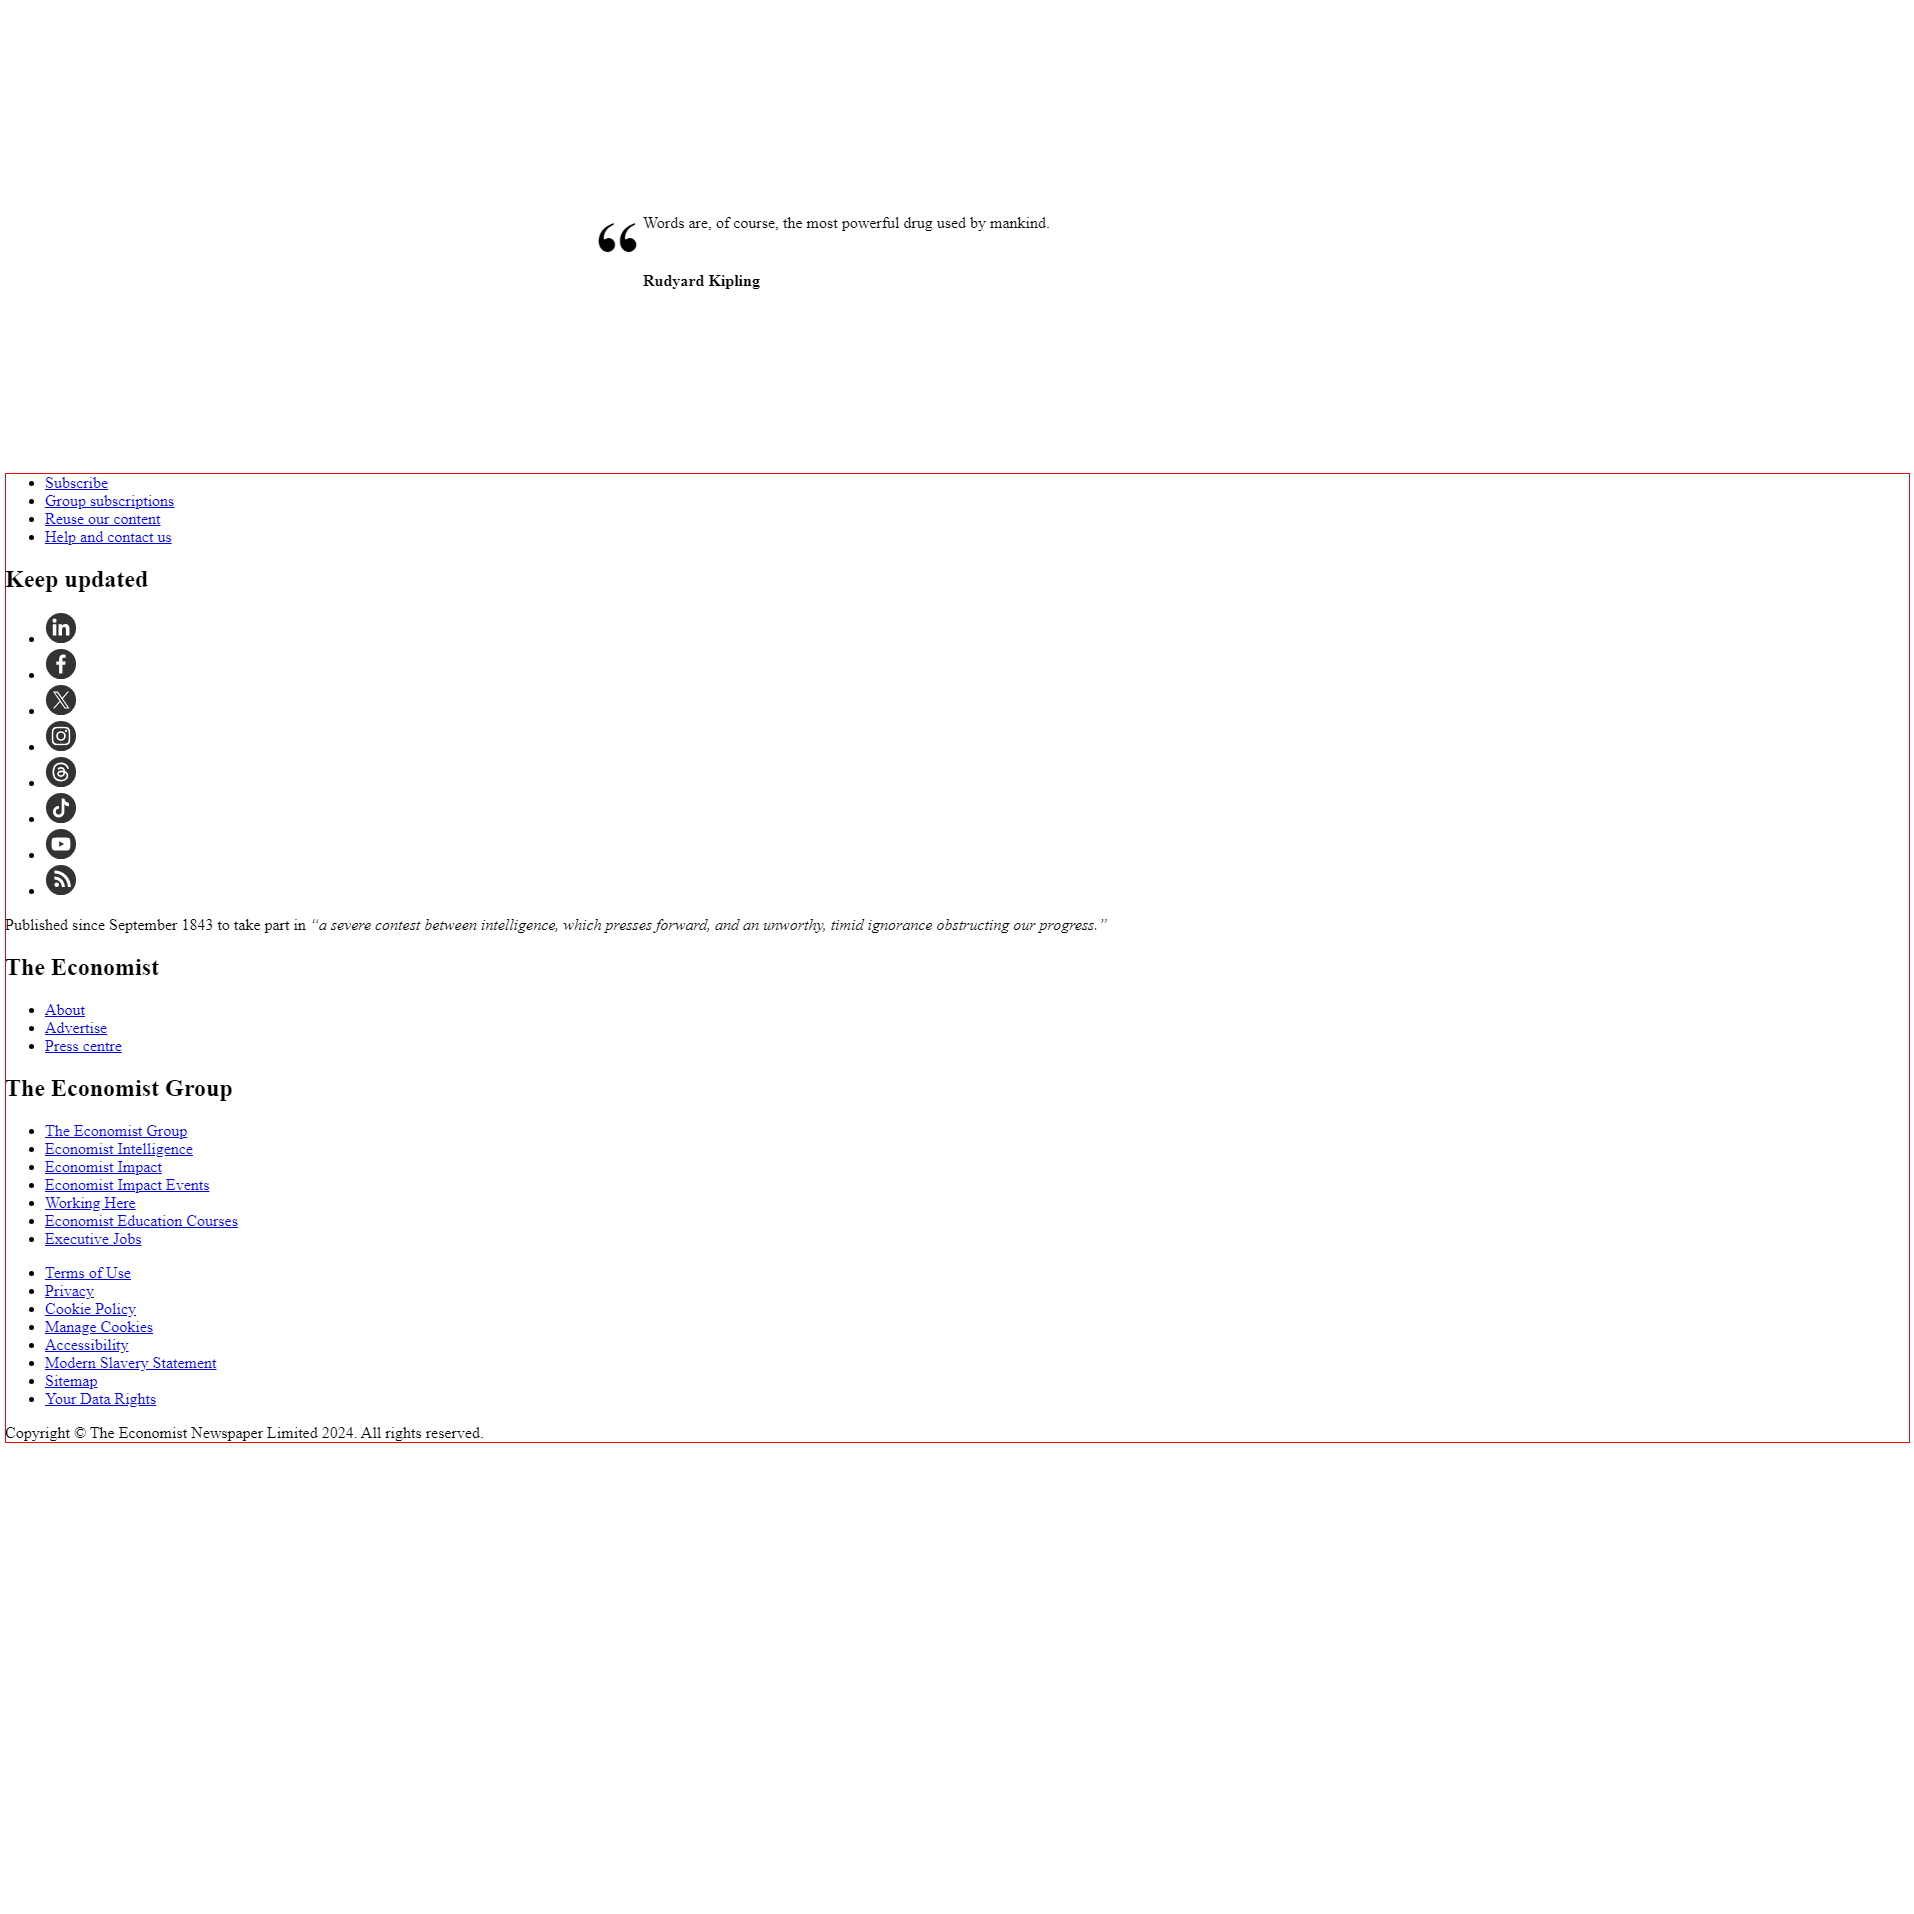 “ Words are, of course, the most powerful drug used by mankind.
Rudyard Kipling
Subscribe
Group subscriptions
Reuse our content
Help and contact us
Keep updated
Published since September 1843 to take part in “a severe contest between intelligence, which presses forward, and an unworthy, timid ignorance obstructing our progress.”
The Economist
About
Advertise
Press centre
The Economist Group
The Economist Group
Economist Intelligence
Economist Impact
Economist Impact Events
Working Here
Economist Education Courses
Executive Jobs
Terms of Use
Privacy
Cookie Policy
Manage Cookies
Accessibility
Modern Slavery Statement
Sitemap
Your Data Rights
Copyright © The Economist Newspaper Limited 2024. All rights reserved.